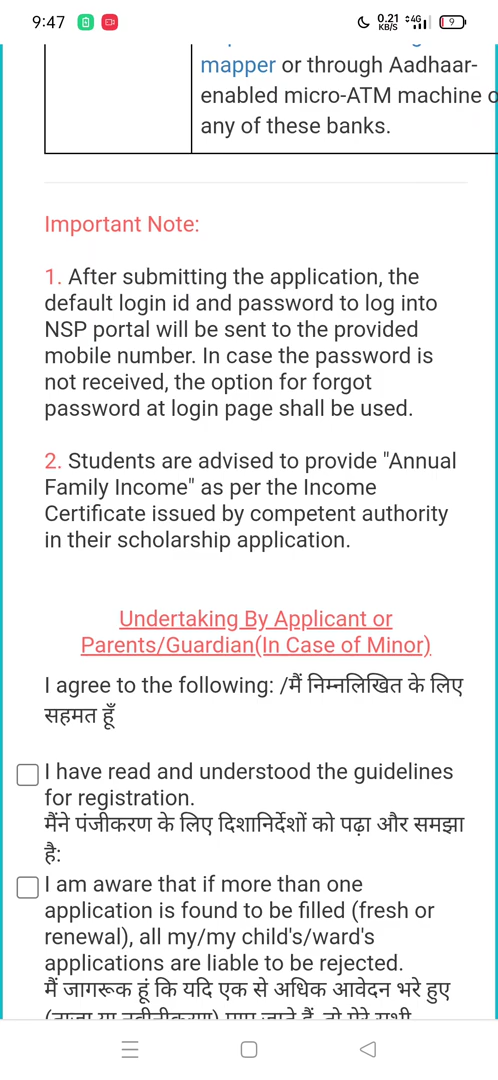 9:47
0.21 KB/S 4G 9
mapper or through Aadhaar-
enabled micro-ATM machine
any of these banks.
Important Note:
1. After submitting the application, the
default login id and password to log into
NSP portal will be sent to the provided
mobile number. In case the password is
not received, the option for forgot
password at login page shall be used.
2. Students are advised to provide "Annual
Family Income" as per the Income
Certificate issued by competent authority
in their scholarship application.
Undertaking By Applicant or
Parents/Guardian(In Case of Minor)
I agree to the following: /मैं निम्नलिखित के लिए
सहमत हूँ
I have read and understood the guidelines
for registration.
मैंने पंजीकरण के लिए दिशानिर्देशों को पढ़ा और समझा
है:
I am aware that if more than one
application is found to be filled (fresh or
renewal), all my/my child's/ward's
applications are liable to be rejected.
मैं जागरूक हूं कि यदि एक से अधिक आवेदन भरे हुए